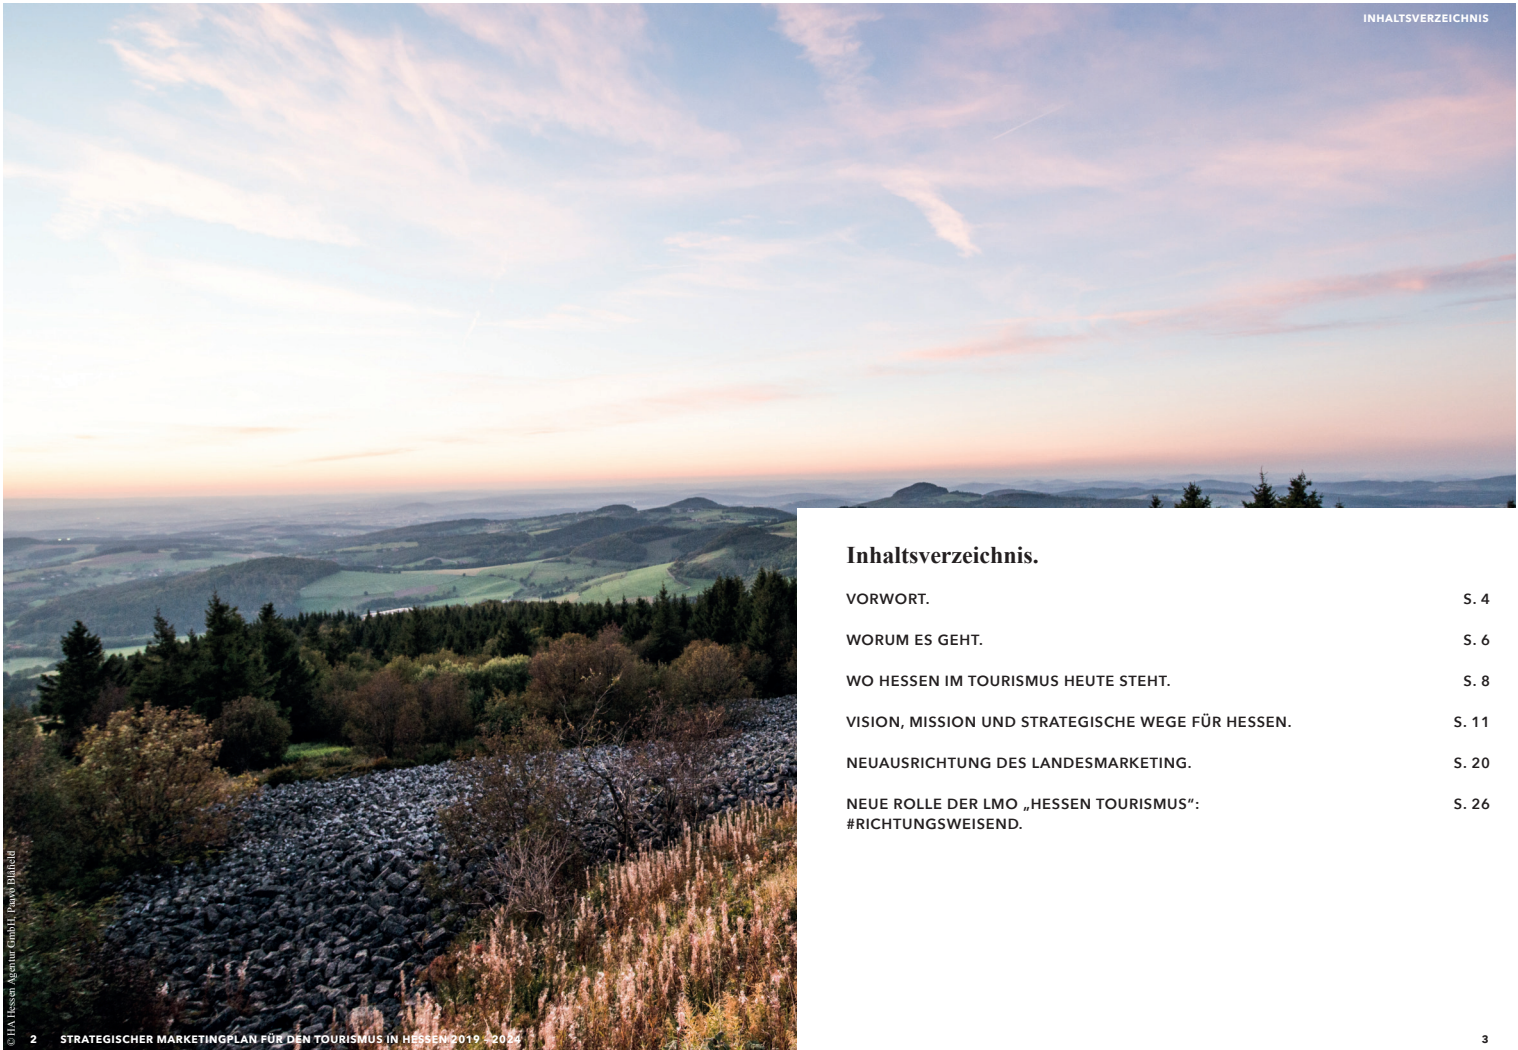 INHALTSVERZEICHNIS
Inhaltsverzeichnis.
VORWORT. S. 4
WORUM ES GEHT. S. 6
WO HESSEN IM TOURISMUS HEUTE STEHT. S. 8
VISION, MISSION UND STRATEGISCHE WEGE FÜR HESSEN. S. 11
NEUAUSRICHTUNG DES LANDESMARKETING. S. 20
NEUE ROLLE DER LMO „HESSEN TOURISMUS“: S. 26
#RICHTUNGSWEISEND.
© HA Hessen Agentur GmbH, Paavo Blåfield
2 STRATEGISCHER MARKETINGPLAN FÜR DEN TOURISMUS IN HESSEN 2019 - 2024
3